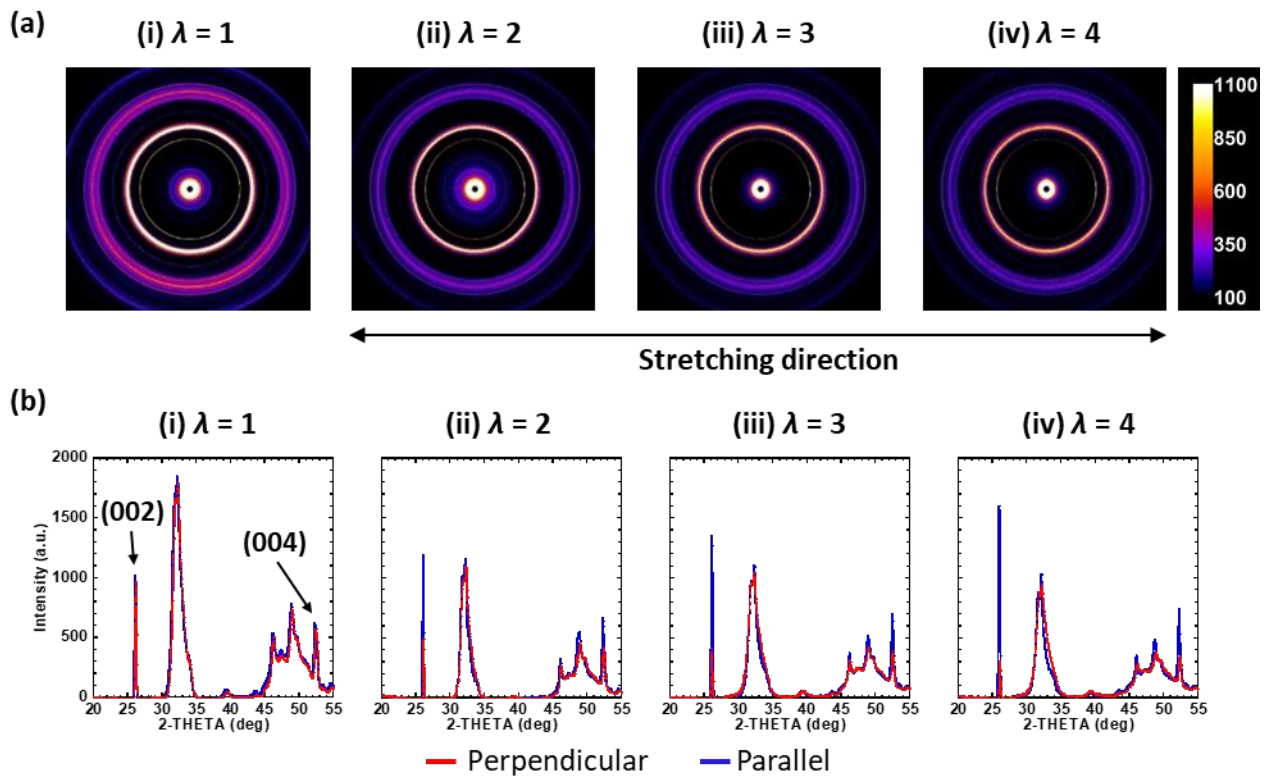 (a)
(i) λ = 1
(ii) λ = 2
(iii) λ = 3
(iv) λ = 4
1100
850
600
350
100
Stretching direction
(b)
(i) λ = 1
(ii) λ = 2
(iii) λ = 3
(iv) λ = 4
2000
1500
1000
500
0
Intensity (a.u.)
(002)
(004)
20 25 30 35 40 45 50 55
2-THETA (deg)
20 25 30 35 40 45 50 55
2-THETA (deg)
20 25 30 35 40 45 50 55
2-THETA (deg)
20 25 30 35 40 45 50 55
2-THETA (deg)
Perpendicular
Parallel